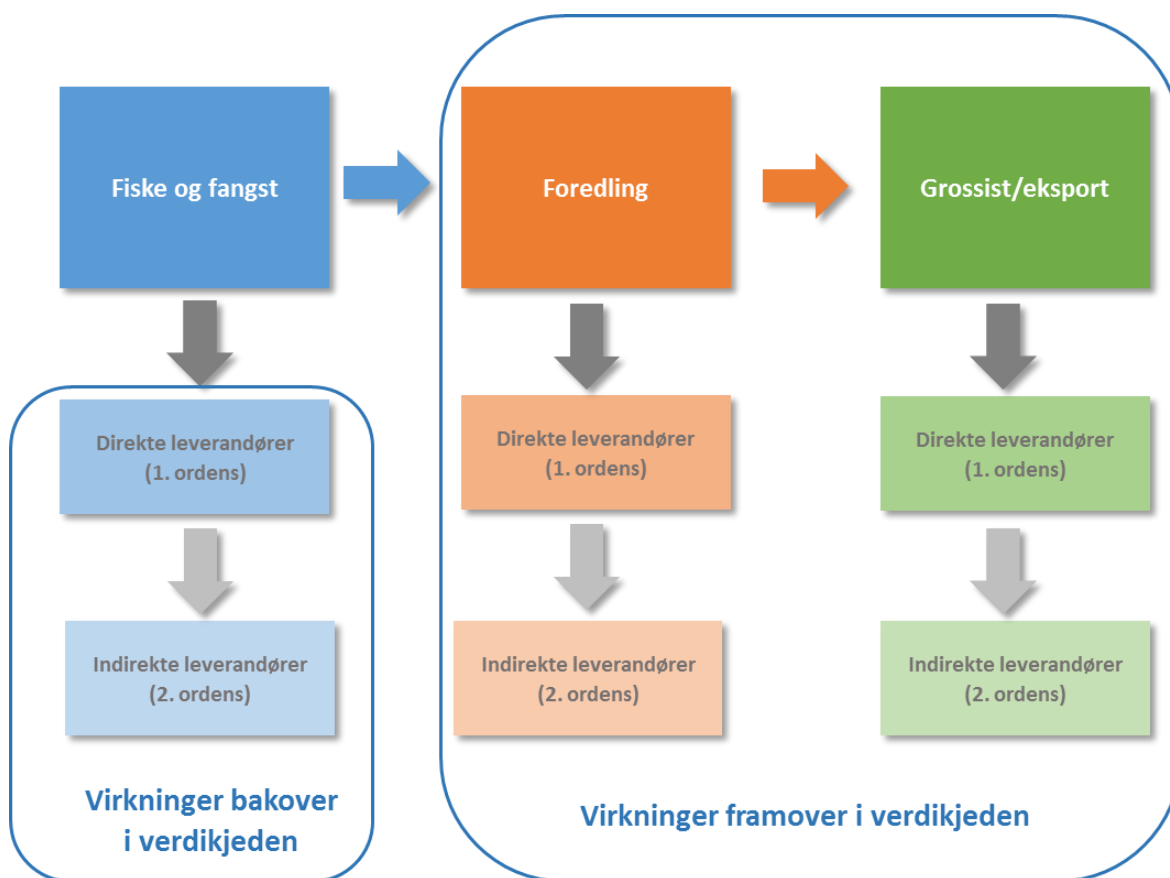 Fiske og fangst
Foredling
Grossist/eksport
Direkte leverandører
(1. ordens)
Direkte leverandører
(1. ordens)
Direkte leverandører
(1. ordens)
Indirekte leverandører
(2. ordens)
Indirekte leverandører
(2. ordens)
Indirekte leverandører
(2. ordens)
Virkninger bakover
i verdikjeden
Virkninger framover i verdikjeden